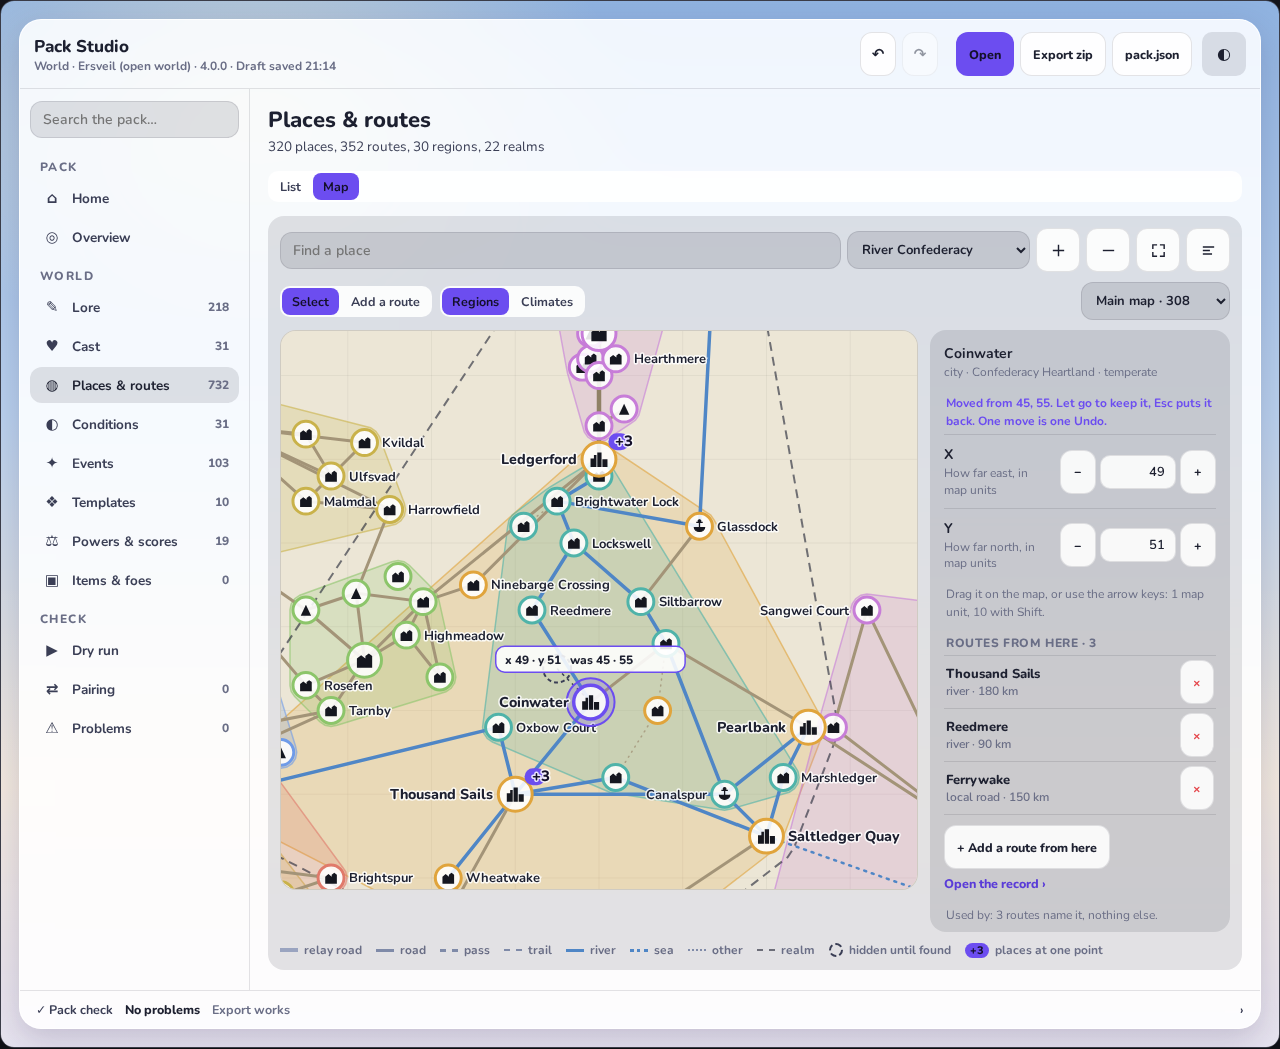 Pack Studio
World · Ersveil (open world) · 4.0.0 · Draft saved 21:14
Open
Export zip
pack.json
Search the pack...
PACK
Home
Overview
WORLD
Lore 218
Cast 31
Places & routes 732
Conditions 31
Events 103
Templates 10
Powers & scores 19
Items & foes 0
CHECK
Dry run
Pairing 0
Problems 0
Places & routes
320 places, 352 routes, 30 regions, 22 realms
List
Map
Find a place
River Confederacy
Select
Add a route
Regions
Climates
Main map · 308
Hearthmere
Kvildal
+3
Ledgerford
Ulfsvad
Malmdal
Harrowfield
Brightwater Lock
Glassdock
Lockswell
Ninebarge Crossing
Reedmere
Siltbarrow
Sangwei Court
Highmeadow
x 49 · y 51 was 45 · 55
Rosefen
Coinwater
Tarnby
Oxbow Court
Pearlbank
+3
Marshledger
Thousand Sails
Canalspur
Saltledger Quay
Brightspur
Wheatwake
Coinwater
city · Confederacy Heartland · temperate
Moved from 45, 55. Let go to keep it, Esc puts it
back. One move is one Undo.
X
How far east, in
map units
− 49 +
Y
How far north, in
map units
− 51 +
Drag it on the map, or use the arrow keys: 1 map
unit, 10 with Shift.
ROUTES FROM HERE · 3
Thousand Sails
river · 180 km
×
Reedmere
river · 90 km
×
Ferrywake
local road · 150 km
×
+ Add a route from here
Open the record ›
Used by: 3 routes name it, nothing else.
relay road
road
pass
trail
river
sea
other
realm
hidden until found
+3 places at one point
✓ Pack check No problems Export works ›